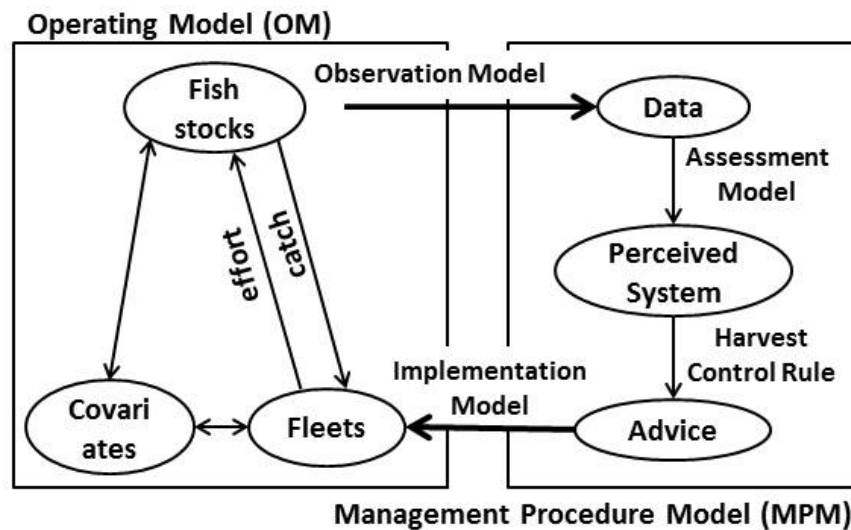 Operating Model (OM)
Fish
stocks
effort
catch
Covari
ates
Fleets
Observation Model
Implementation
Model
Data
Assessment
Model
Perceived
System
Harvest
Control Rule
Advice
Management Procedure Model (MPM)